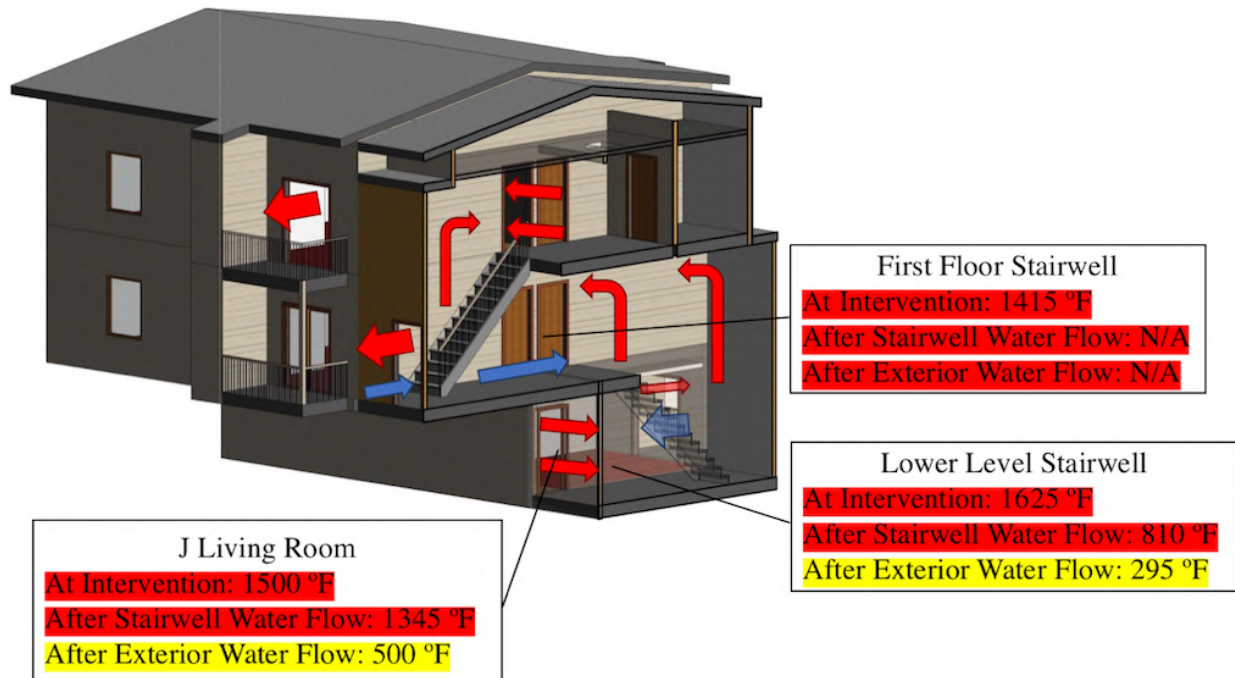 First Floor Stairwell
At Intervention: 1415 ºF
After Stairwell Water Flow: N/A
After Exterior Water Flow: N/A
Lower Level Stairwell
At Intervention: 1625 ºF
After Stairwell Water Flow: 810 ºF
After Exterior Water Flow: 295 ºF
J Living Room
At Intervention: 1500 ºF
After Stairwell Water Flow: 1345 ºF
After Exterior Water Flow: 500 ºF